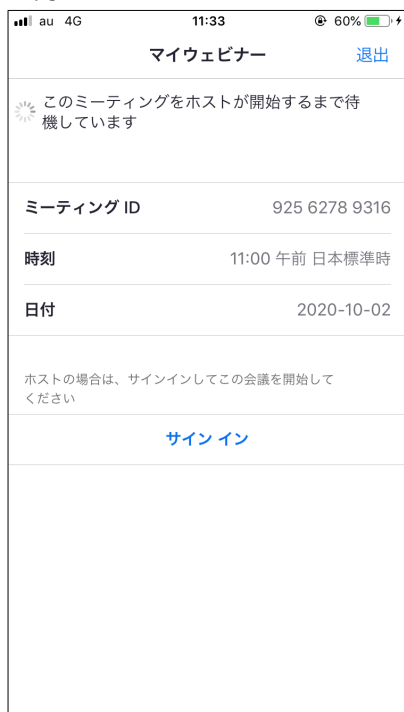 au 4G 11:33 60%
マイウェビナー 退出
このミーティングをホストが開始するまで待
機しています
ミーティング ID 925 6278 9316
時刻 11:00 午前 日本標準時
日付 2020-10-02
ホストの場合は、サインインしてこの会議を開始して
ください
サイン イン